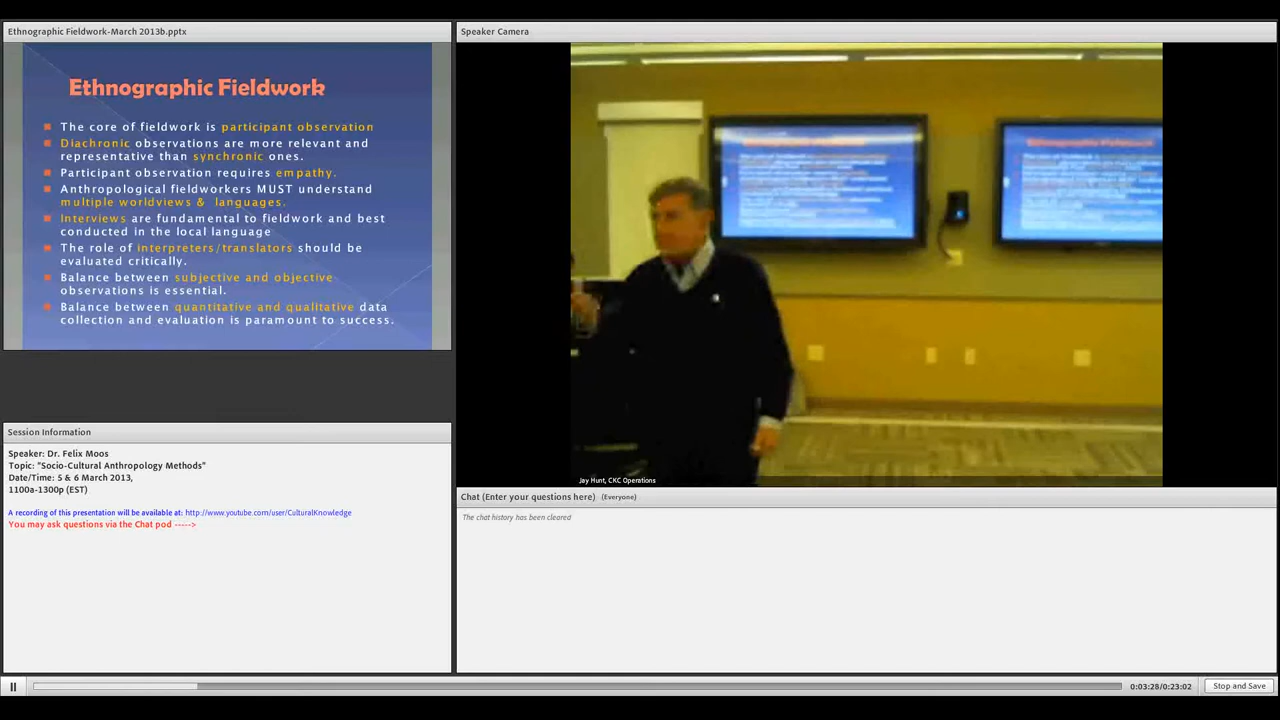 Ethnographic Fieldwork-March 2013b.pptx
Ethnographic Fieldwork
The core of fieldwork is participant observation
Diachronic observations are more relevant and
representative than synchronic ones.
Participant observation requires empathy.
Anthropological fieldworkers MUST understand
multiple worldviews & languages.
Interviews are fundamental to fieldwork and best
conducted in the local language
The role of interpreters/translators should be
evaluated critically.
Balance between subjective and objective
observations is essential.
Balance between quantitative and qualitative data
collection and evaluation is paramount to success.
Session Information
Speaker: Dr. Felix Moos
Topic: "Socio-Cultural Anthropology Methods"
Date/Time: 5 & 6 March 2013,
1100a-1300p (EST)
A recording of this presentation will be available at: http://www.youtube.com/user/CulturalKnowledge
You may ask questions via the Chat pod ----->
Speaker Camera
Jay Hunt, CKC Operations
Chat (Enter your questions here) (Everyone)
The chat history has been cleared
0:03:28/0:23:02
Stop and Save